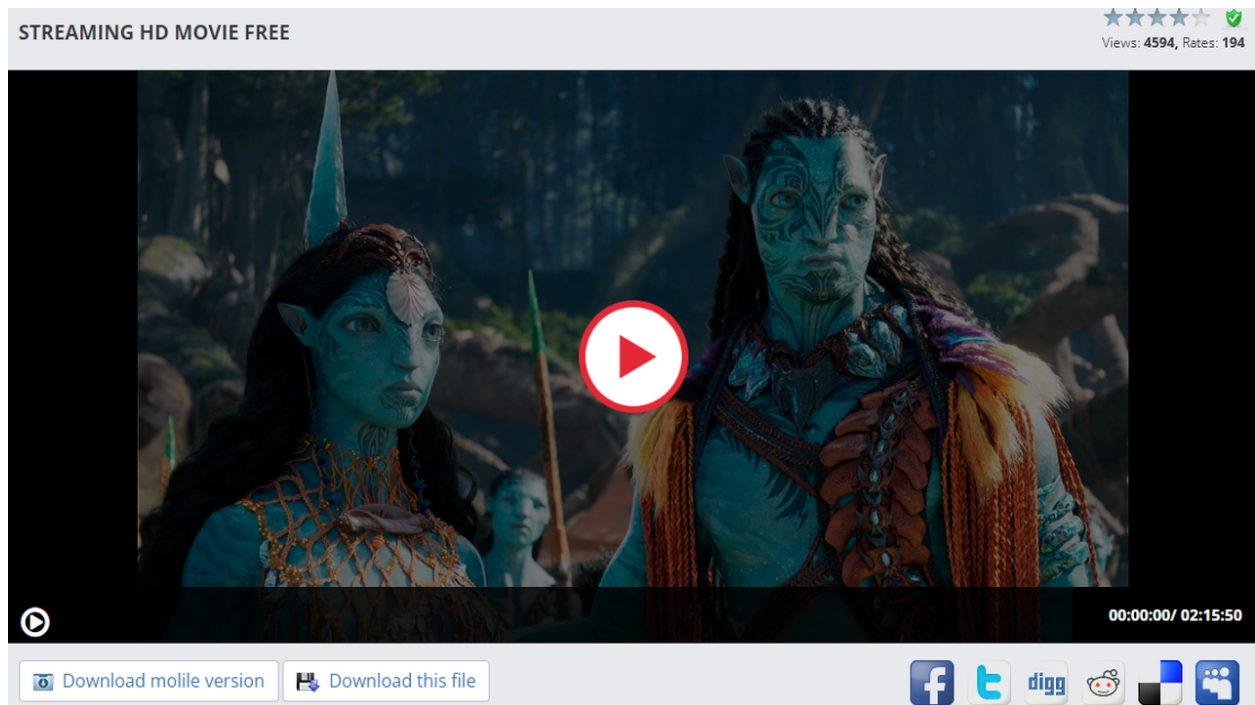 STREAMING HD MOVIE FREE
Views: 4594, Rates: 194
00:00:00/ 02:15:50
Download molile version
Download this file
digg